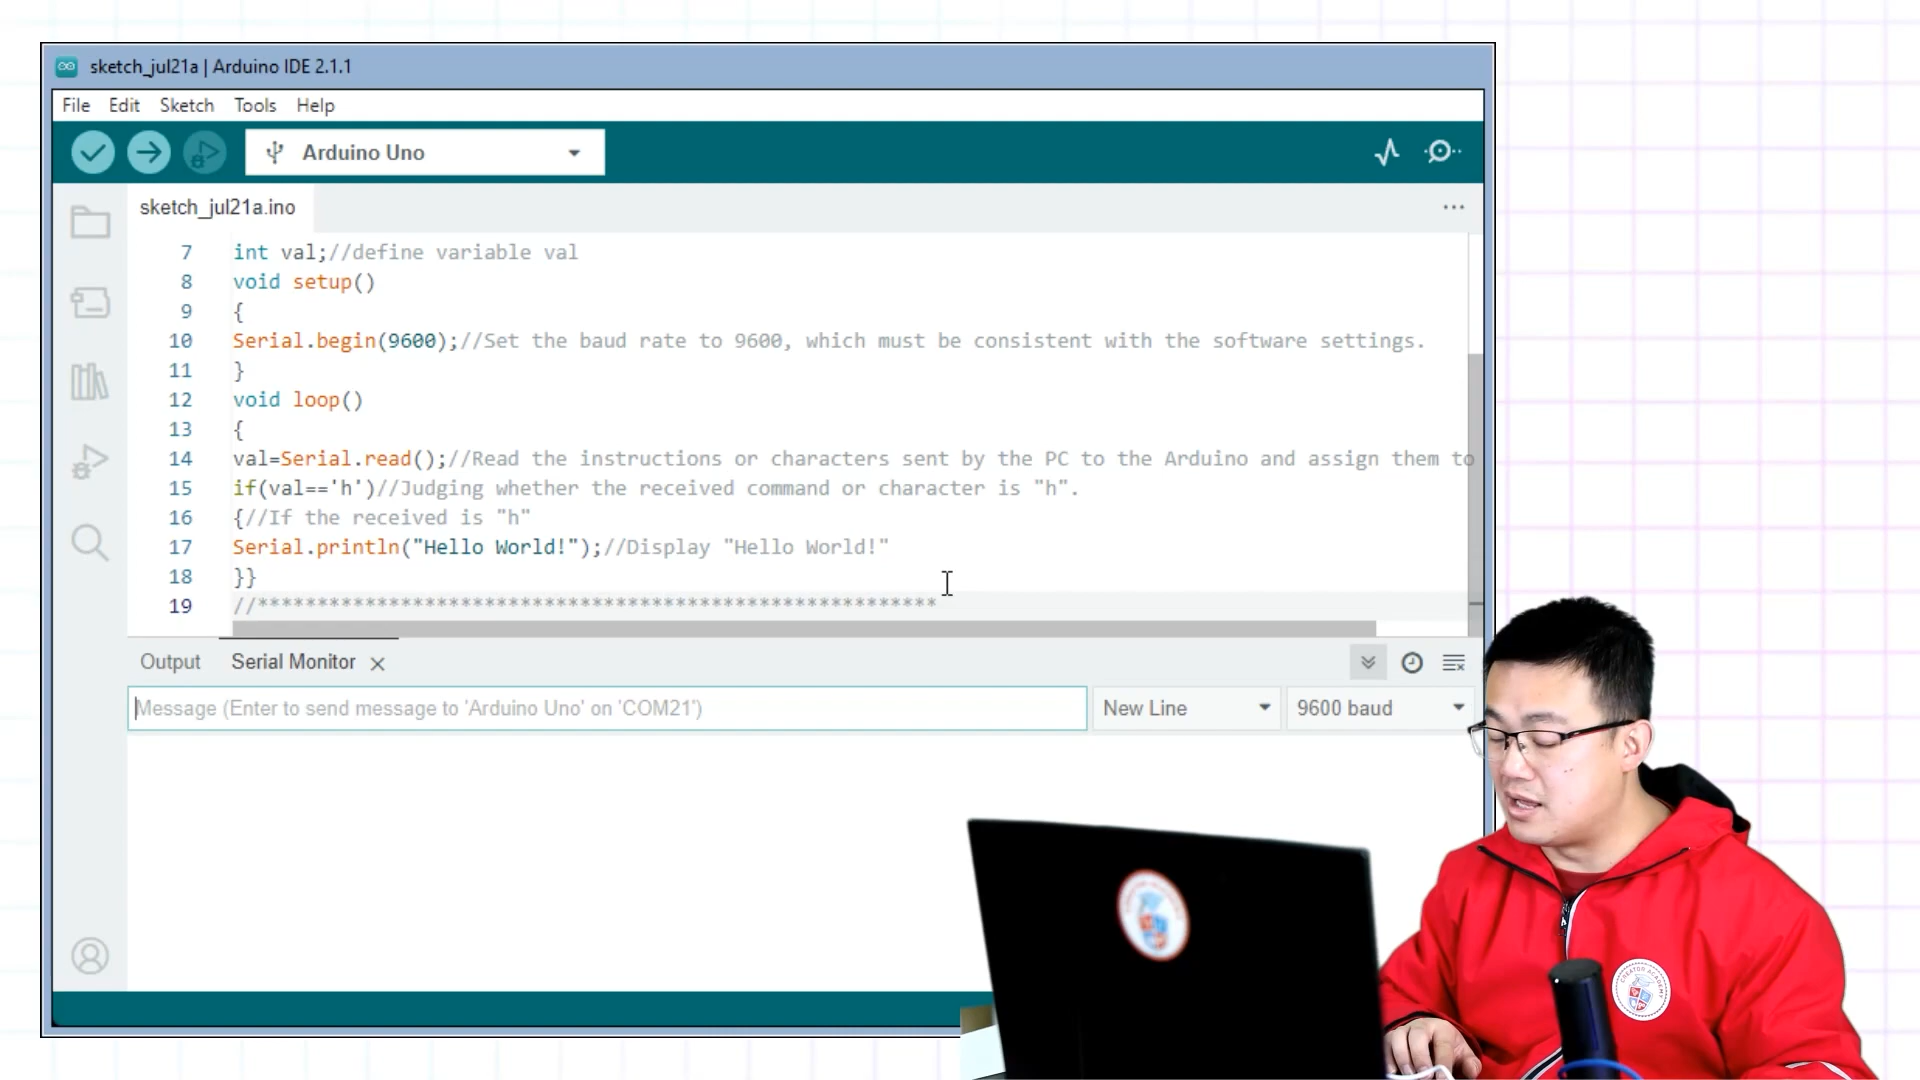 sketch_jul21a | Arduino IDE 2.1.1
File Edit Sketch Tools Help
Arduino Uno
sketch_jul21a.ino
7 int val;//define variable val
8 void setup()
9 {
10 Serial.begin(9600);//Set the baud rate to 9600, which must be consistent with the software settings.
11 }
12 void loop()
13 {
14 val=Serial.read();//Read the instructions or characters sent by the PC to the Arduino and assign them to
15 if(val=='h')//Judging whether the received command or character is "h".
16 {//If the received is "h"
17 Serial.println("Hello World!");//Display "Hello World!"
18 }}
19 //*********************************************************
Output Serial Monitor
Message (Enter to send message to 'Arduino Uno' on 'COM21')
New Line
9600 baud
CREATOR ACADEMY